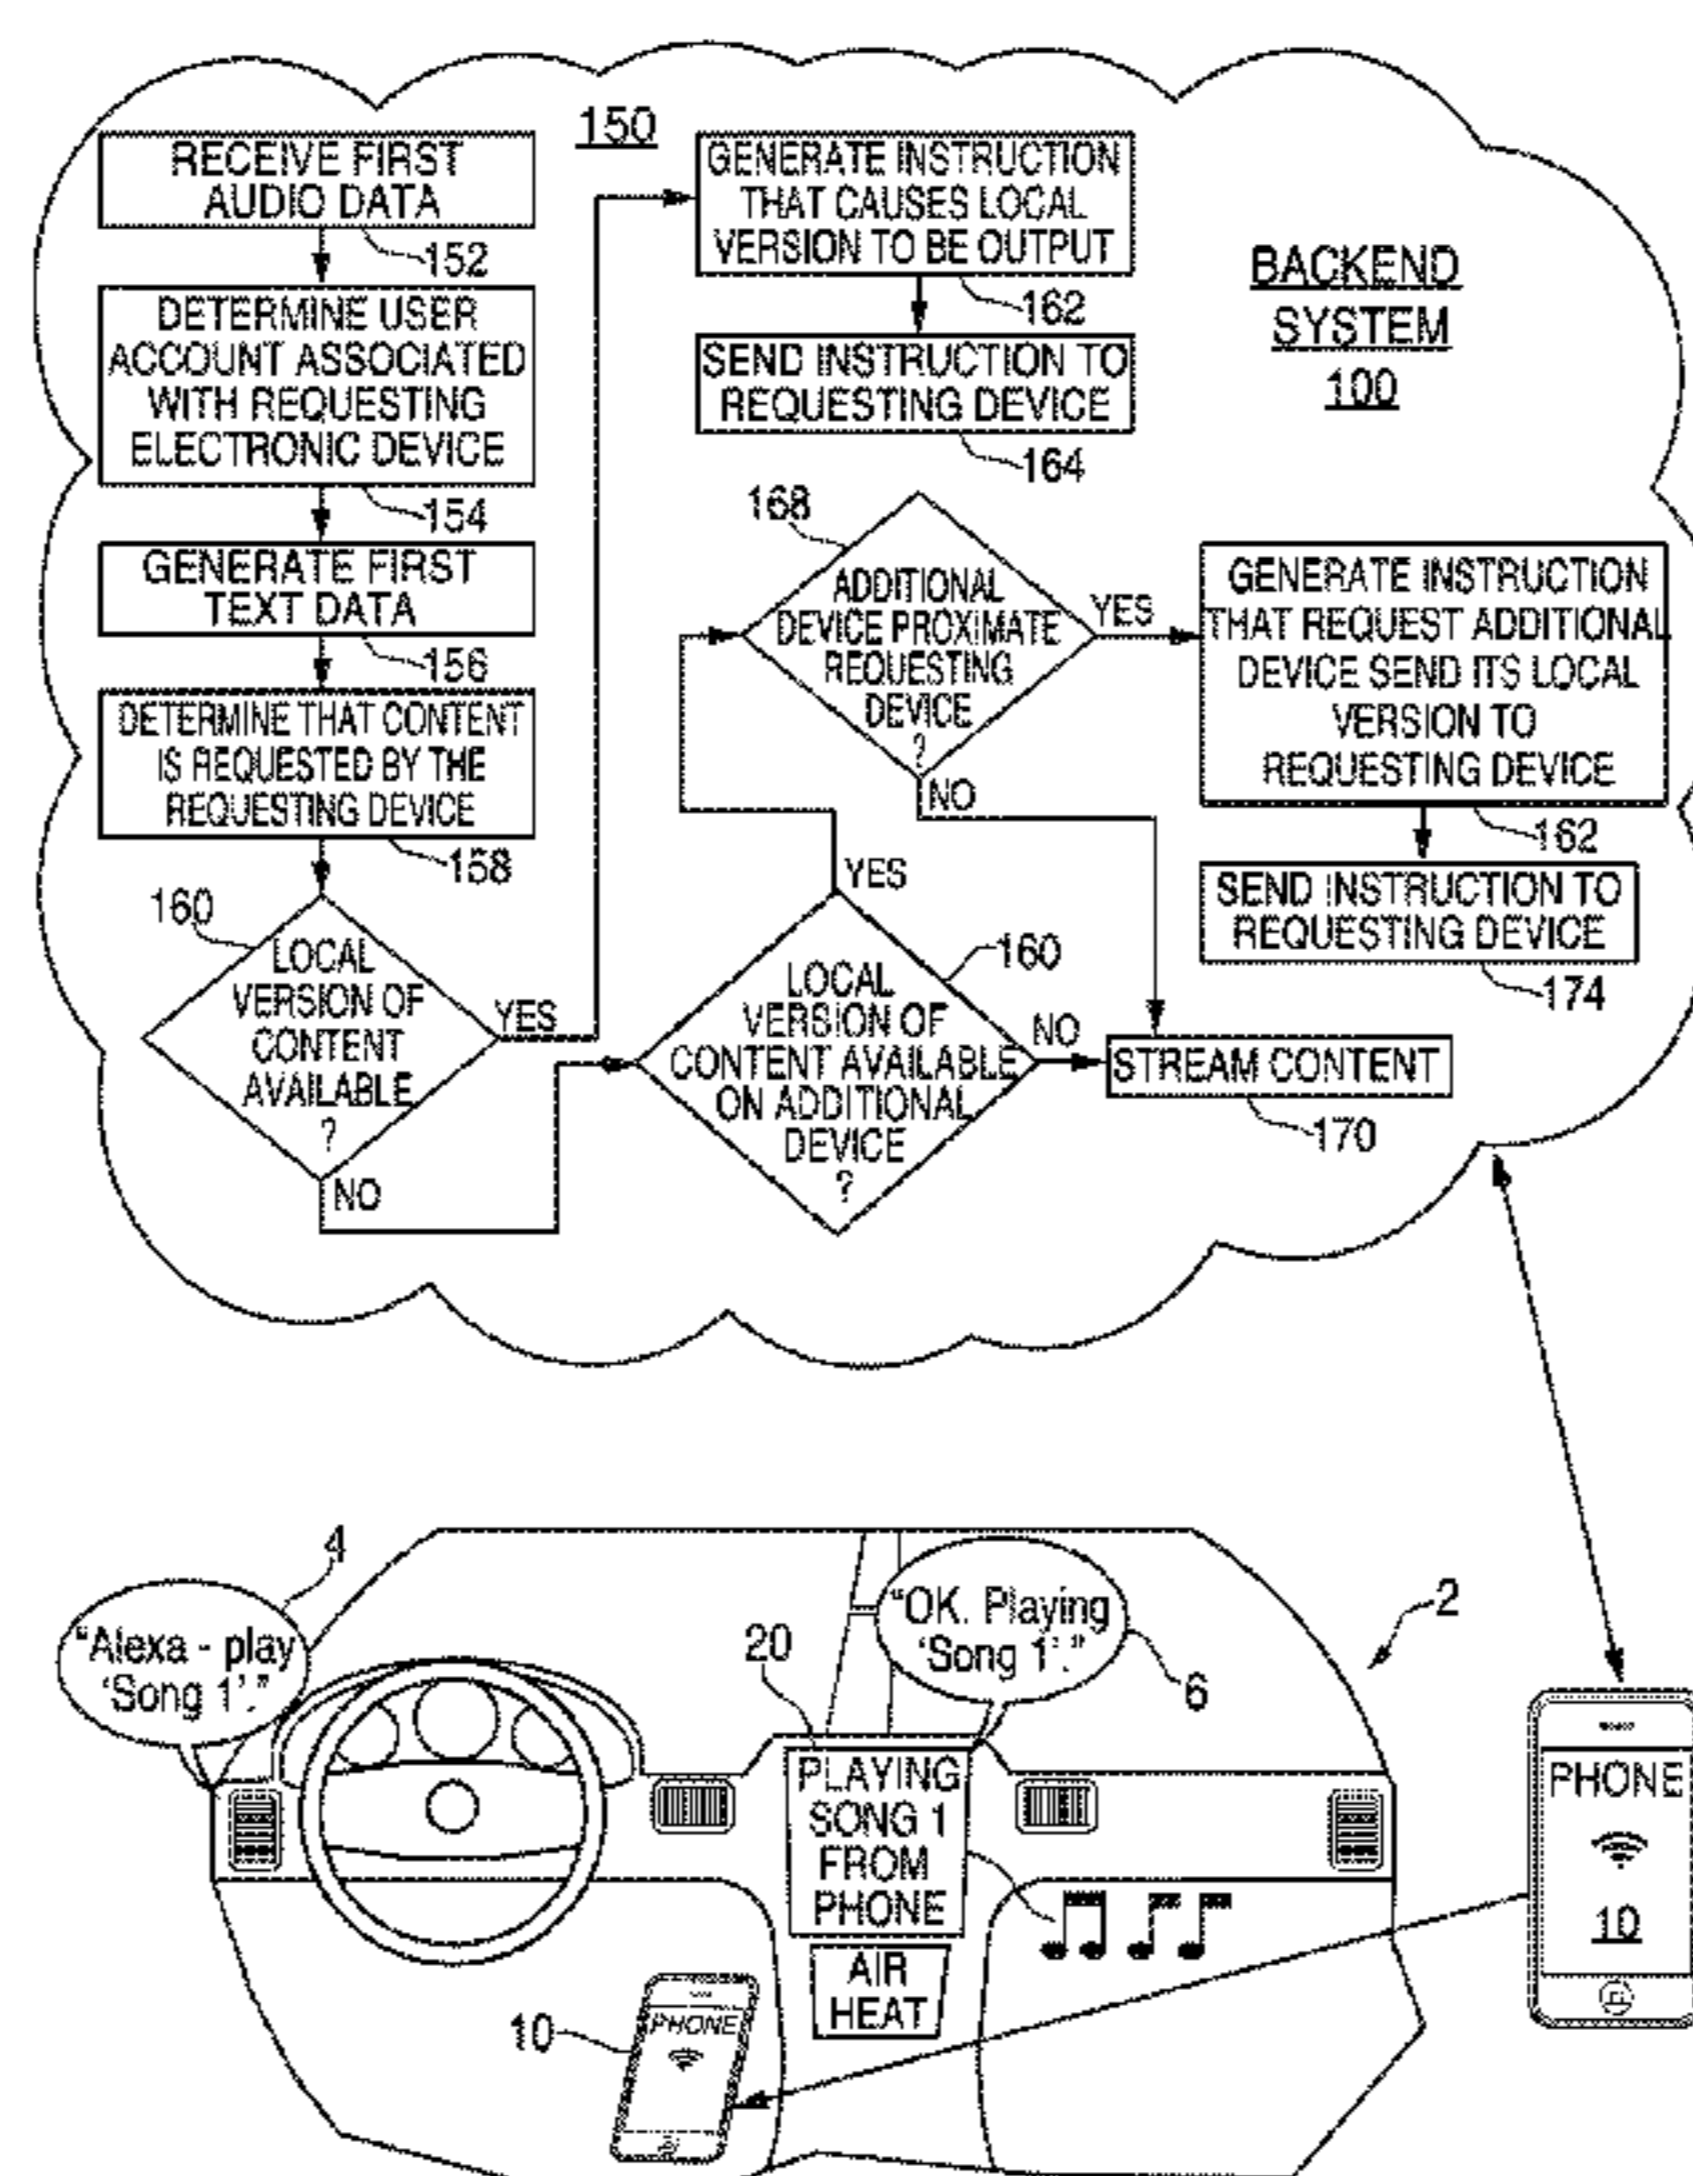 150
RECEIVE FIRST
AUDIO DATA
152
DETERMINE USER
ACCOUNT ASSOCIATED
WITH REQUESTING
ELECTRONIC DEVICE
154
GENERATE FIRST
TEXT DATA
156
DETERMINE THAT CONTENT
IS REQUESTED BY THE
REQUESTING DEVICE
158
160
LOCAL
VERSION OF
CONTENT
AVAILABLE
?
YES
NO
GENERATE INSTRUCTION
THAT CAUSES LOCAL
VERSION TO BE OUTPUT
162
SEND INSTRUCTION TO
REQUESTING DEVICE
164
BACKEND
SYSTEM
100
168
ADDITIONAL
DEVICE PROXIMATE
REQUESTING
DEVICE
?
YES
NO
GENERATE INSTRUCTION
THAT REQUEST ADDITIONAL
DEVICE SEND ITS LOCAL
VERSION TO
REQUESTING DEVICE
162
SEND INSTRUCTION TO
REQUESTING DEVICE
174
YES
160
LOCAL
VERSION OF
CONTENT AVAILABLE
ON ADDITIONAL
DEVICE
?
NO
STREAM CONTENT
170
4
"Alexa - play
'Song 1'."
20
"OK. Playing
'Song 1'."
6
2
PLAYING
SONG 1
FROM
PHONE
AIR
HEAT
10
PHONE
PHONE
10